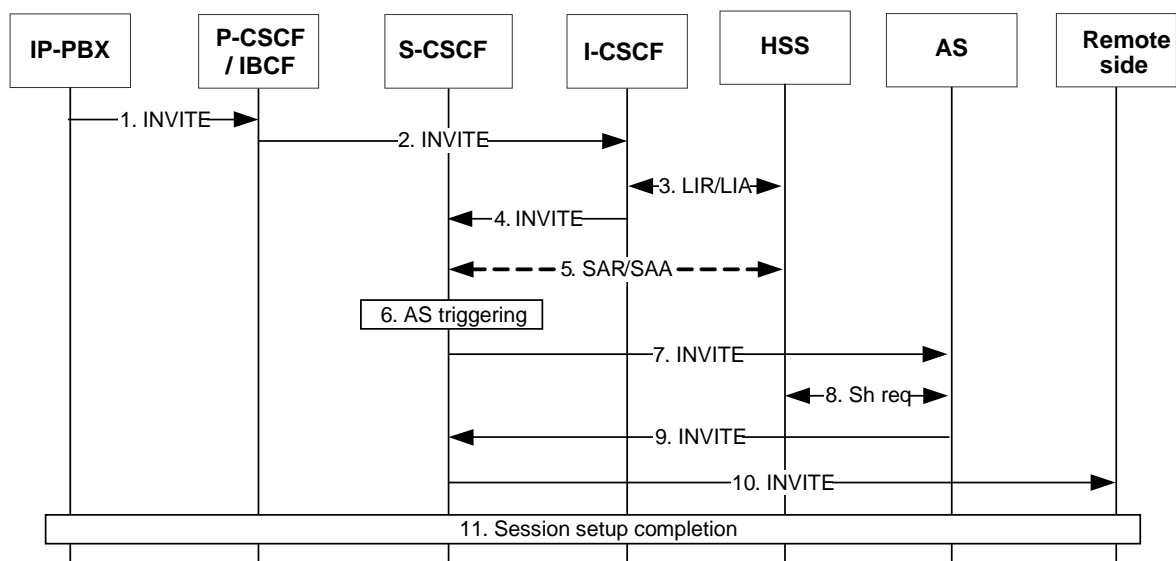 IP-PBX
P-CSCF
/ IBCF
S-CSCF
I-CSCF
HSS
AS
Remote
side
1. INVITE
2. INVITE
3. LIR/LIA
4. INVITE
5. SAR/SAA
6. AS triggering
7. INVITE
8. Sh req
9. INVITE
10. INVITE
11. Session setup completion